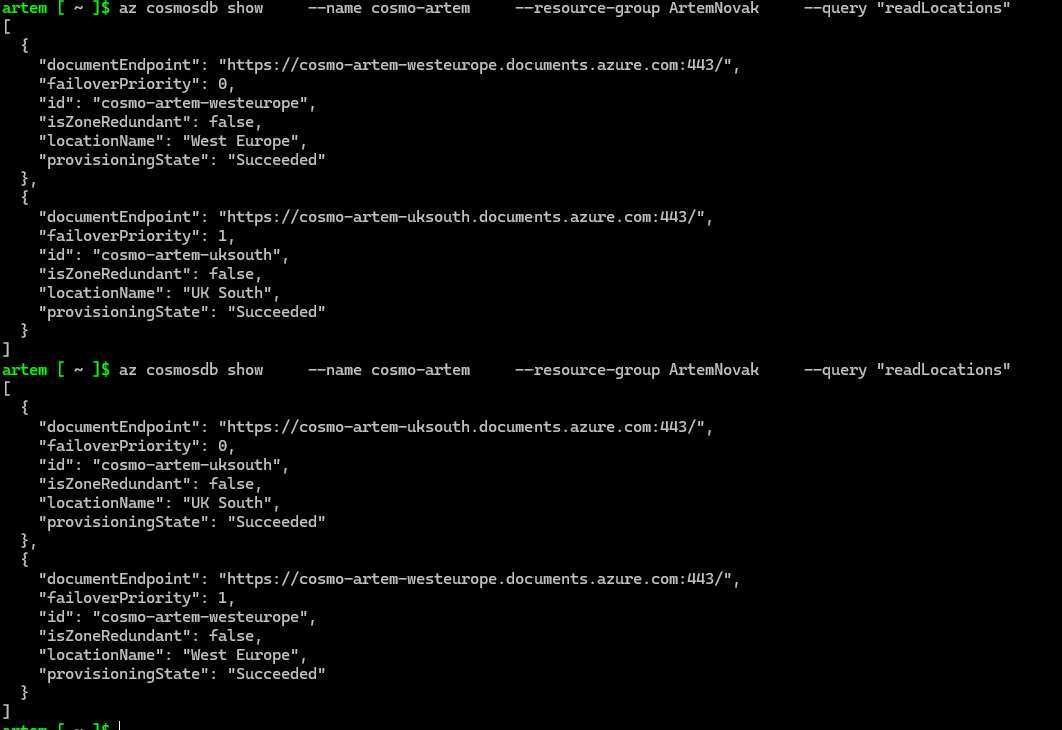 artem [ ~ ]$ az cosmosdb show     --name cosmo-artem     --resource-group ArtemNovak     --query "readLocations"
[
  {
    "documentEndpoint": "https://cosmo-artem-westeurope.documents.azure.com:443/",
    "failoverPriority": 0,
    "id": "cosmo-artem-westeurope",
    "isZoneRedundant": false,
    "locationName": "West Europe",
    "provisioningState": "Succeeded"
  },
  {
    "documentEndpoint": "https://cosmo-artem-uksouth.documents.azure.com:443/",
    "failoverPriority": 1,
    "id": "cosmo-artem-uksouth",
    "isZoneRedundant": false,
    "locationName": "UK South",
    "provisioningState": "Succeeded"
  }
]
artem [ ~ ]$ az cosmosdb show     --name cosmo-artem     --resource-group ArtemNovak     --query "readLocations"
[
  {
    "documentEndpoint": "https://cosmo-artem-uksouth.documents.azure.com:443/",
    "failoverPriority": 0,
    "id": "cosmo-artem-uksouth",
    "isZoneRedundant": false,
    "locationName": "UK South",
    "provisioningState": "Succeeded"
  },
  {
    "documentEndpoint": "https://cosmo-artem-westeurope.documents.azure.com:443/",
    "failoverPriority": 1,
    "id": "cosmo-artem-westeurope",
    "isZoneRedundant": false,
    "locationName": "West Europe",
    "provisioningState": "Succeeded"
  }
]
artem [ ~ ]$